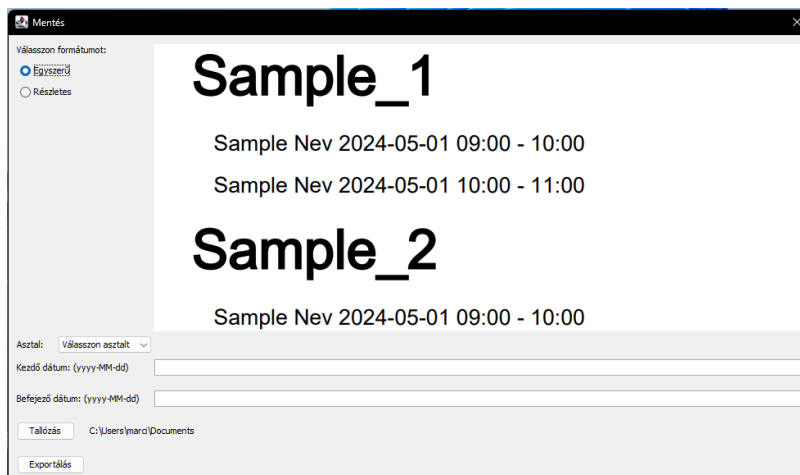 Mentés
Válasszon formátumot:
Egyszerű
Részletes
Sample_1
Sample Nev 2024-05-01 09:00 - 10:00
Sample Nev 2024-05-01 10:00 - 11:00
Sample_2
Sample Nev 2024-05-01 09:00 - 10:00
Asztal: Válasszon asztalt
Kezdő dátum: (yyyy-MM-dd)
Befejező dátum: (yyyy-MM-dd)
Tallózás C:\Users\marci\Documents
Exportálás